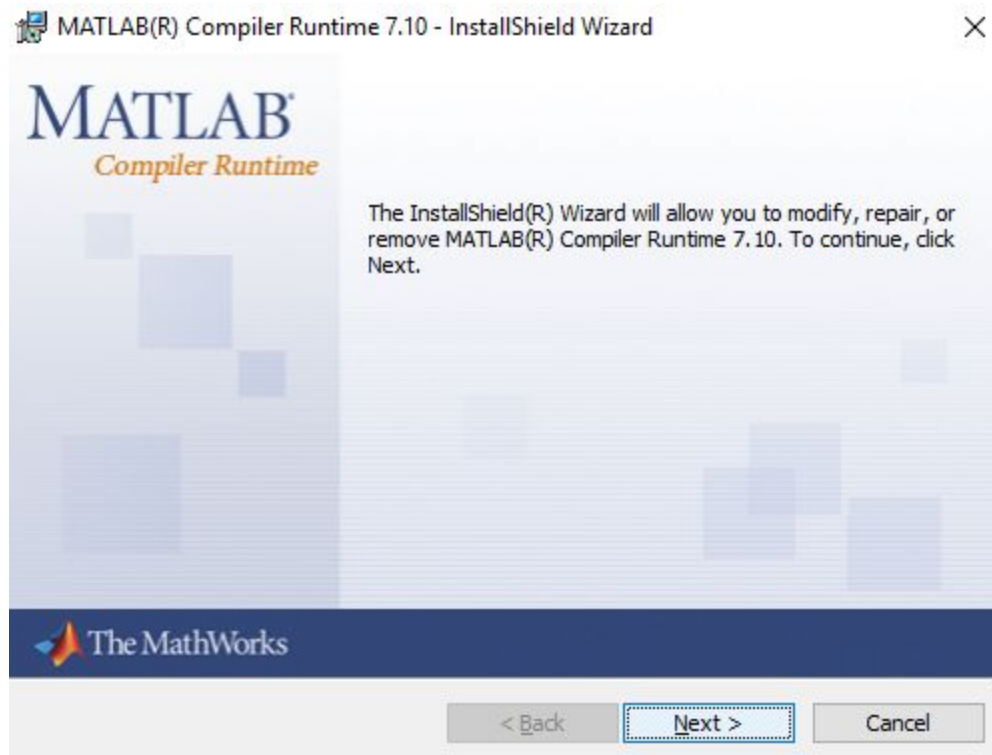 MATLAB(R) Compiler Runtime 7.10 - InstallShield Wizard
MATLAB®
Compiler Runtime
The InstallShield(R) Wizard will allow you to modify, repair, or
remove MATLAB(R) Compiler Runtime 7.10. To continue, click
Next.
The MathWorks
< Back
Next >
Cancel